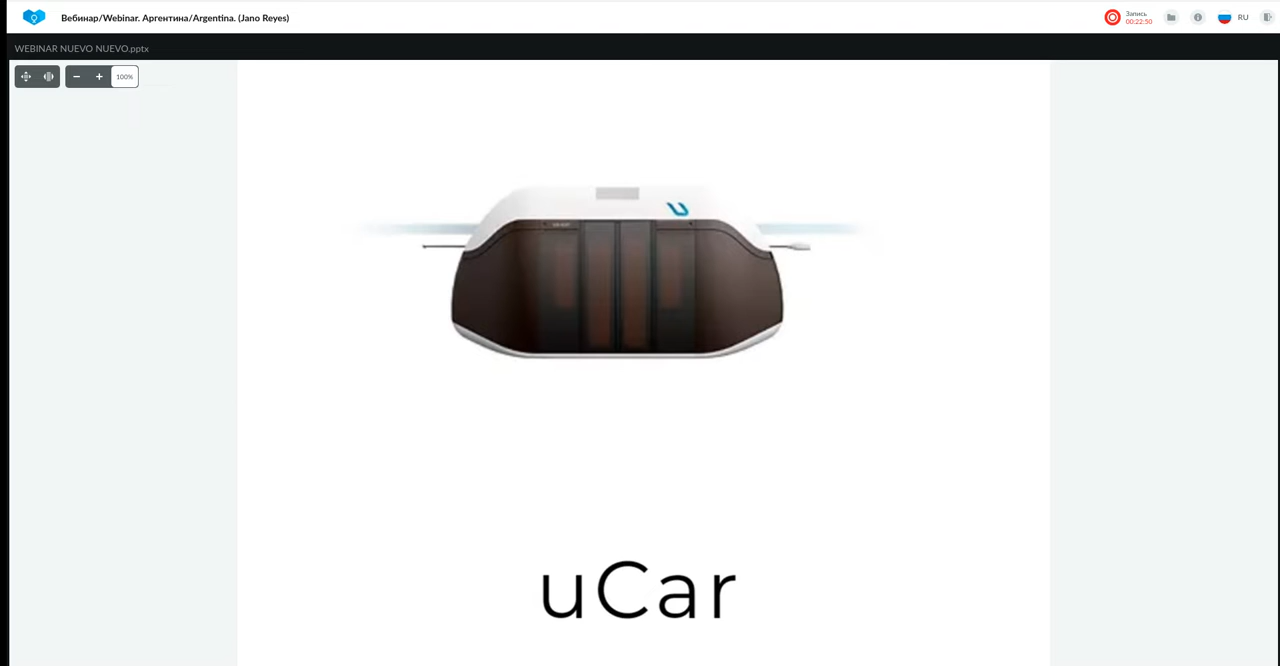 Вебинар/Webinar. Аргентина/Argentina. (Jano Reyes)
Запись
00:22:50
RU
WEBINAR NUEVO NUEVO.pptx
100%
uCar